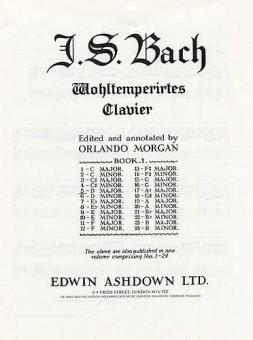 J.S. Bach
Wohltemperirtes
Clavier
Edited and annotated by
ORLANDO MORGAN
BOOK.1.
1 - C MAJOR. 13 - F♯ MAJOR.
2 - C MINOR. 14 - F♯ MINOR.
3 - C♯ MAJOR. 15 - G MAJOR.
4 - C♯ MINOR. 16 - G MINOR.
5 - D MAJOR. 17 - A♭ MAJOR.
6 - D MINOR. 18 - G♯ MINOR.
7 - E♭ MAJOR. 19 - A MAJOR.
8 - E♭ MINOR. 20 - A MINOR.
9 - E MAJOR. 21 - B♭ MAJOR.
10 - E MINOR. 22 - B♭ MINOR.
11 - F MAJOR. 23 - B MAJOR.
12 - F MINOR. 24 - B MINOR.
The above are also published in one
volume comprising Nos. 1-24
EDWIN ASHDOWN LTD.
FRITH STREET, LONDON